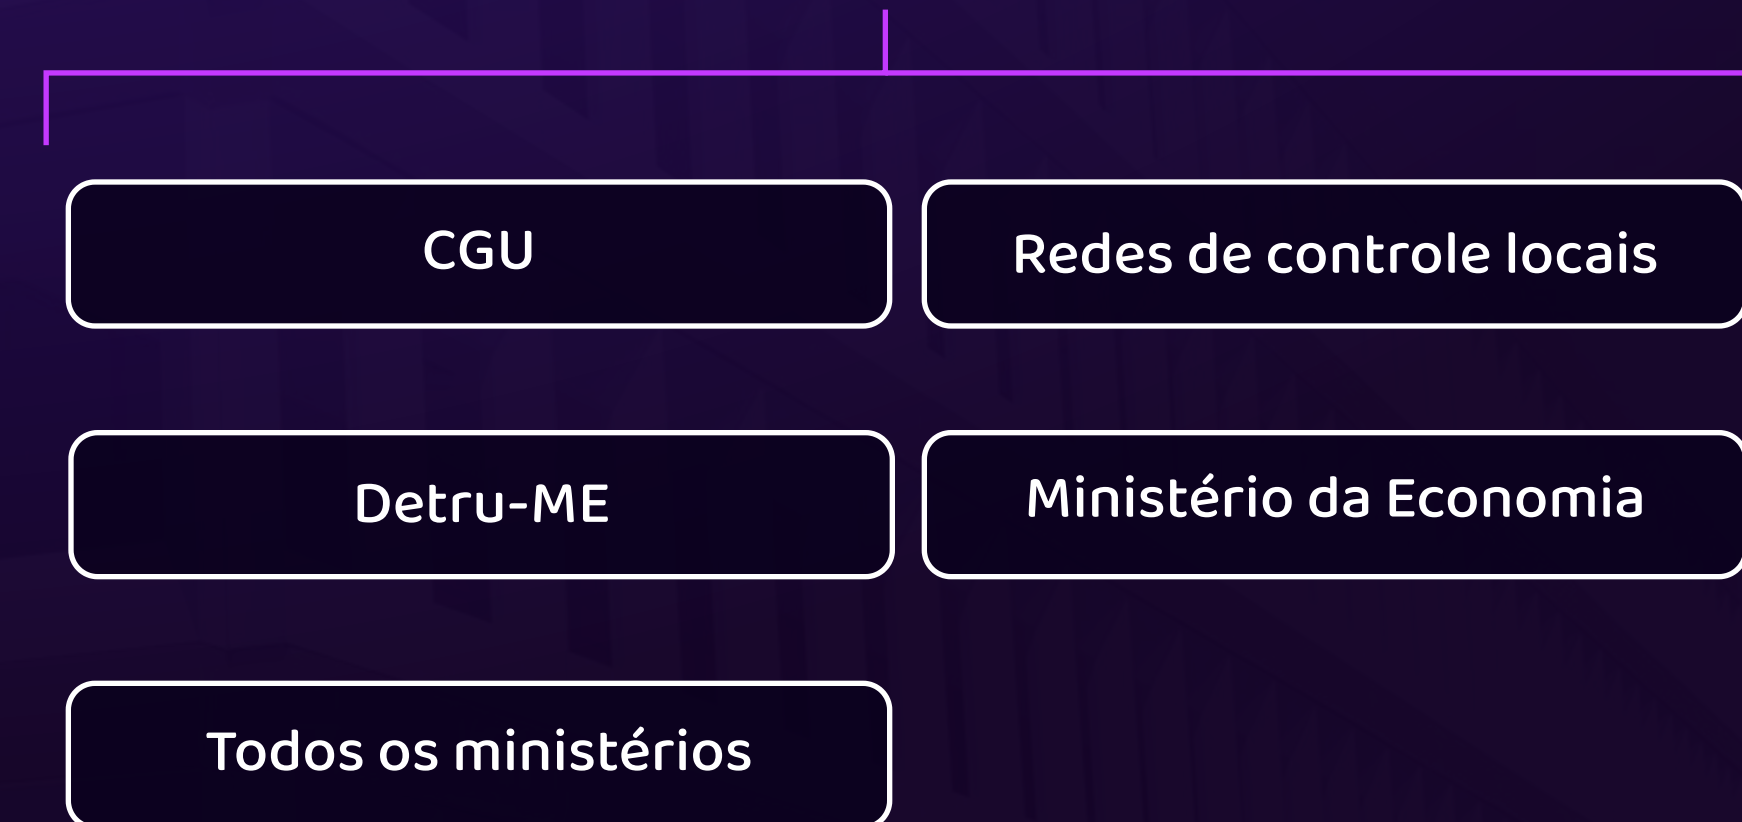 CGU
Redes de controle locais
Detru-ME
Ministério da Economia
Todos os ministérios